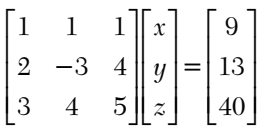 [1 1 1] [x] [9]
[2 −3 4] [y] = [13]
[3 4 5] [z] [40]